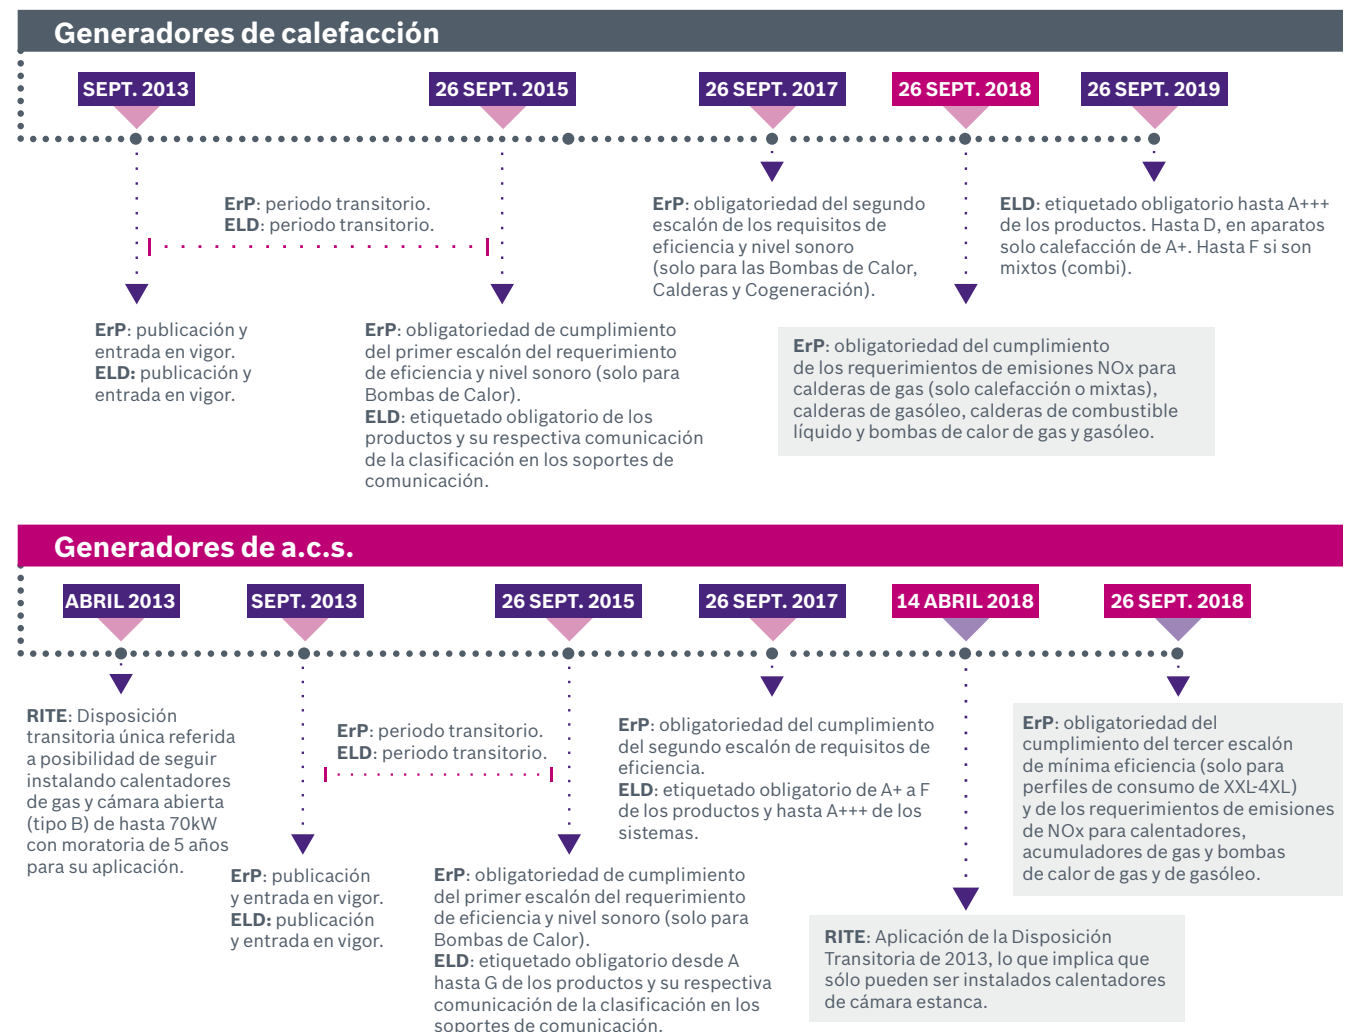 Generadores de calefacción
SEPT. 2013
26 SEPT. 2015
26 SEPT. 2017
26 SEPT. 2018
26 SEPT. 2019
ErP: periodo transitorio.
ELD: periodo transitorio.
ErP: publicación y
entrada en vigor.
ELD: publicación y
entrada en vigor.
ErP: obligatoriedad de cumplimiento
del primer escalón del requerimiento
de eficiencia y nivel sonoro (solo para
Bombas de Calor).
ELD: etiquetado obligatorio de los
productos y su respectiva comunicación
de la clasificación en los soportes de
comunicación.
ErP: obligatoriedad del segundo
escalón de los requisitos de
eficiencia y nivel sonoro
(solo para las Bombas de Calor,
Calderas y Cogeneración).
ErP: obligatoriedad del cumplimiento
de los requerimientos de emisiones NOx para
calderas de gas (solo calefacción o mixtas),
calderas de gasóleo, calderas de combustible
líquido y bombas de calor de gas y gasóleo.
ELD: etiquetado obligatorio hasta A+++
de los productos. Hasta D, en aparatos
solo calefacción de A+. Hasta F si son
mixtos (combi).
Generadores de a.c.s.
ABRIL 2013
SEPT. 2013
26 SEPT. 2015
26 SEPT. 2017
14 ABRIL 2018
26 SEPT. 2018
RITE: Disposición
transitoria única referida
a posibilidad de seguir
instalando calentadores
de gas y cámara abierta
(tipo B) de hasta 70kW
con moratoria de 5 años
para su aplicación.
ErP: publicación
y entrada en vigor.
ELD: publicación
y entrada en vigor.
ErP: periodo transitorio.
ELD: periodo transitorio.
ErP: obligatoriedad de cumplimiento
del primer escalón del requerimiento
de eficiencia y nivel sonoro (solo para
Bombas de Calor).
ELD: etiquetado obligatorio desde A
hasta G de los productos y su respectiva
comunicación de la clasificación en los
soportes de comunicación.
ErP: obligatoriedad del cumplimiento
del segundo escalón de requisitos de
eficiencia.
ELD: etiquetado obligatorio de A+ a F
de los productos y hasta A+++ de los
sistemas.
RITE: Aplicación de la Disposición
Transitoria de 2013, lo que implica que
sólo pueden ser instalados calentadores
de cámara estanca.
ErP: obligatoriedad del
cumplimiento del tercer escalón
de mínima eficiencia (solo para
perfiles de consumo de XXL-4XL)
y de los requerimientos de emisiones
de NOx para calentadores,
acumuladores de gas y bombas
de calor de gas y de gasóleo.